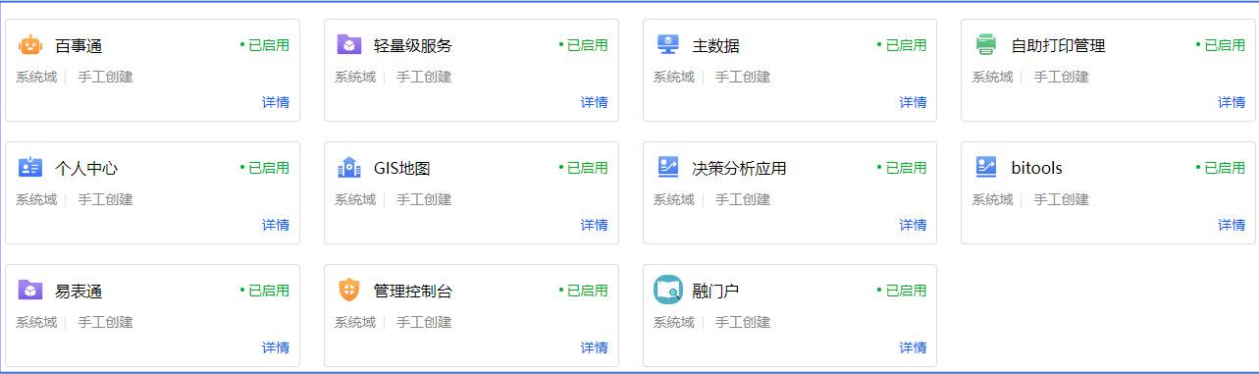 百事通 •已启用
系统域 手工创建
详情
轻量级服务 •已启用
系统域 手工创建
详情
主数据 •已启用
系统域 手工创建
详情
自助打印管理 •已启用
系统域 手工创建
详情
个人中心 •已启用
系统域 手工创建
详情
GIS地图 •已启用
系统域 手工创建
详情
决策分析应用 •已启用
系统域 手工创建
详情
bitools •已启用
系统域 手工创建
详情
易表通 •已启用
系统域 手工创建
详情
管理控制台 •已启用
系统域 手工创建
详情
融门户 •已启用
系统域 手工创建
详情